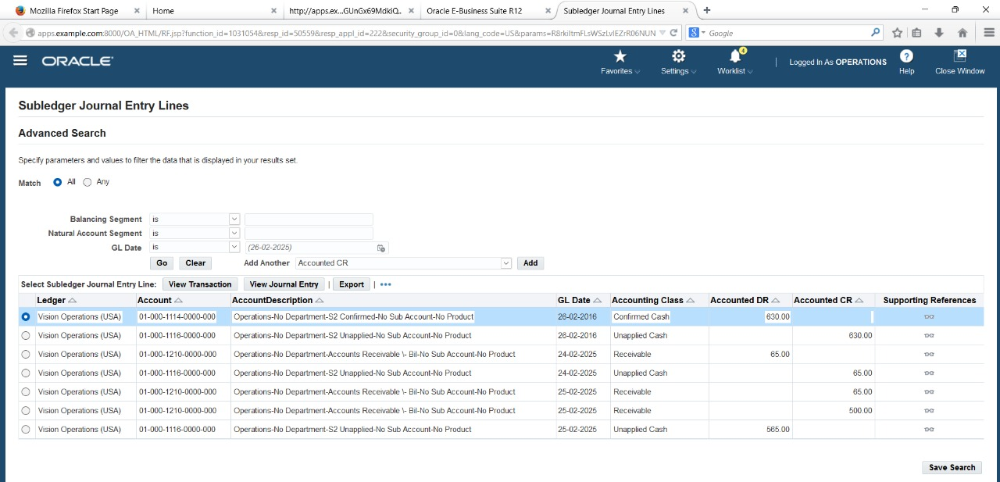 Mozilla Firefox Start Page × Home × http://apps.ex...GUnGx69MdkiQ.. × Oracle E-Business Suite R12 × Subledger Journal Entry Lines ×
apps.example.com:8000/OA_HTML/RF.jsp?function_id=1031054&resp_id=50559&resp_appl_id=222&security_group_id=0&lang_code=US&params=R8rkiltmFLsWSzLvlEZrR06NUN Google
ORACLE Favorites Settings Worklist 4 Logged In As OPERATIONS Help Close Window
Subledger Journal Entry Lines
Advanced Search
Specify parameters and values to filter the data that is displayed in your results set.
Match All Any
Balancing Segment is
Natural Account Segment is
GL Date is (26-02-2025)
Go Clear Add Another Accounted CR Add
Select Subledger Journal Entry Line: View Transaction View Journal Entry | Export | •••
Ledger Account AccountDescription GL Date Accounting Class Accounted DR Accounted CR Supporting References
Vision Operations (USA) 01-000-1114-0000-000 Operations-No Department-S2 Confirmed-No Sub Account-No Product 26-02-2016 Confirmed Cash 630.00
Vision Operations (USA) 01-000-1116-0000-000 Operations-No Department-S2 Unapplied-No Sub Account-No Product 26-02-2016 Unapplied Cash 630.00
Vision Operations (USA) 01-000-1210-0000-000 Operations-No Department-Accounts Receivable \- Bil-No Sub Account-No Product 24-02-2025 Receivable 65.00
Vision Operations (USA) 01-000-1116-0000-000 Operations-No Department-S2 Unapplied-No Sub Account-No Product 24-02-2025 Unapplied Cash 65.00
Vision Operations (USA) 01-000-1210-0000-000 Operations-No Department-Accounts Receivable \- Bil-No Sub Account-No Product 25-02-2025 Receivable 65.00
Vision Operations (USA) 01-000-1210-0000-000 Operations-No Department-Accounts Receivable \- Bil-No Sub Account-No Product 25-02-2025 Receivable 500.00
Vision Operations (USA) 01-000-1116-0000-000 Operations-No Department-S2 Unapplied-No Sub Account-No Product 25-02-2025 Unapplied Cash 565.00
Save Search